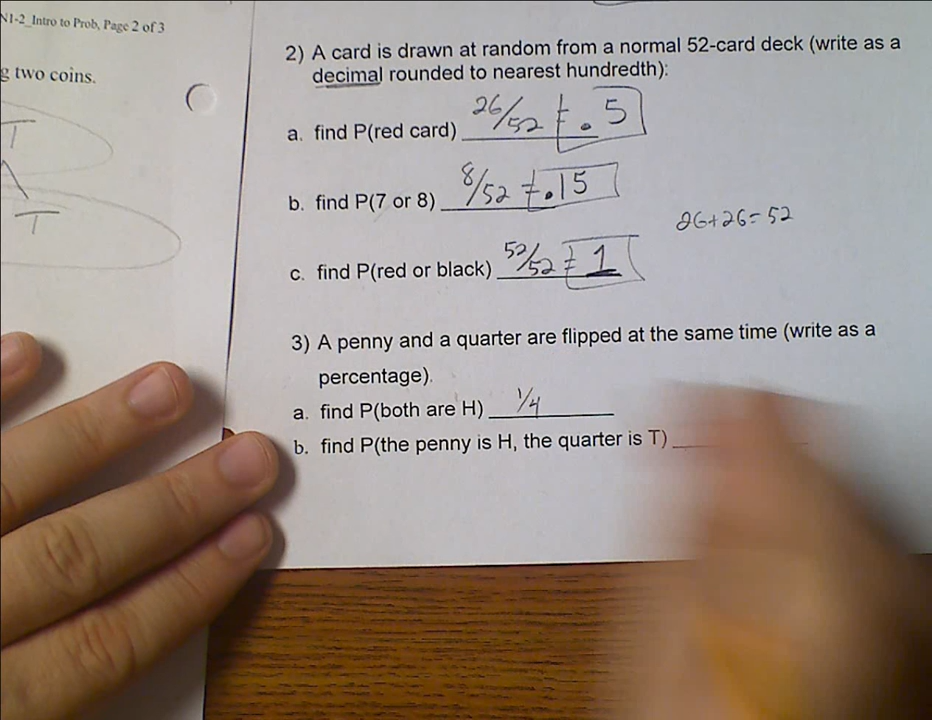 N1-2_Intro to Prob, Page 2 of 3
g two coins.
T
T
2) A card is drawn at random from a normal 52-card deck (write as a
decimal rounded to nearest hundredth):
a. find P(red card) 26/52 = .5
b. find P(7 or 8) 8/52 = .15
26+26=52
c. find P(red or black) 52/52 = 1
3) A penny and a quarter are flipped at the same time (write as a
percentage).
a. find P(both are H) 1/4
b. find P(the penny is H, the quarter is T)